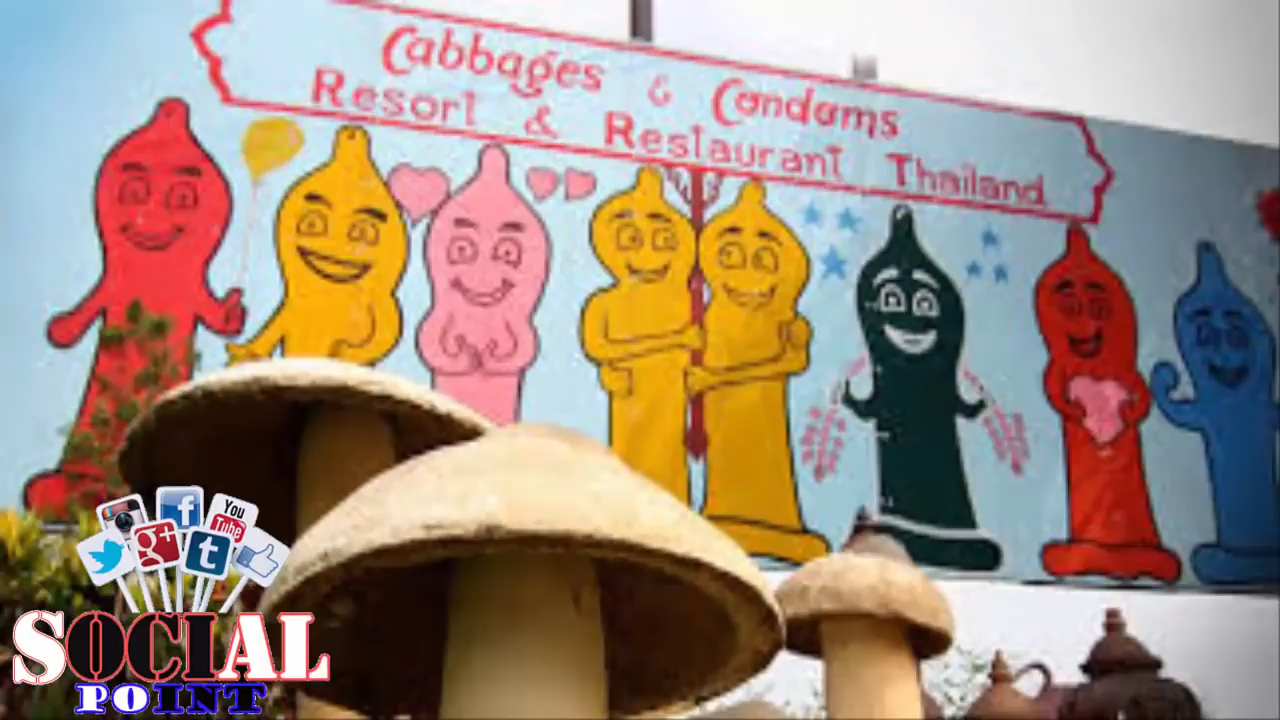 Cabbages & Condoms
Resort & Restaurant Thailand
You
Tube
f
g+
t
SOCIAL
POINT